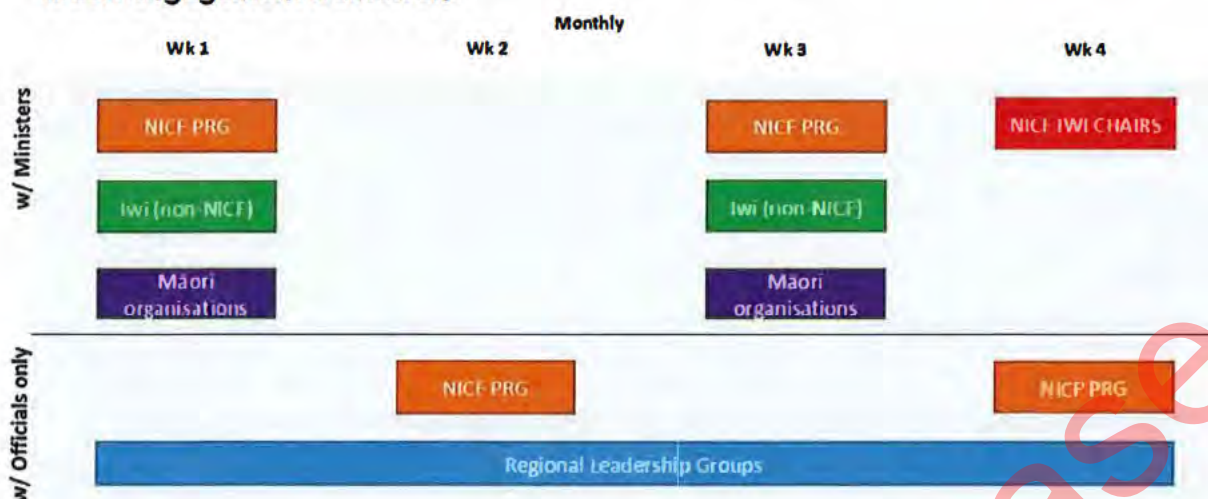 Monthly
Wk 1 Wk 2 Wk 3 Wk 4
w/ Ministers
NICF PRG NICF PRG NICF IWI CHAIRS
Iwi (non-NICF) Iwi (non-NICF)
Māori Māori
organisations organisations
w/ Officials only
NICF PRG NICF PRG
Regional Leadership Groups